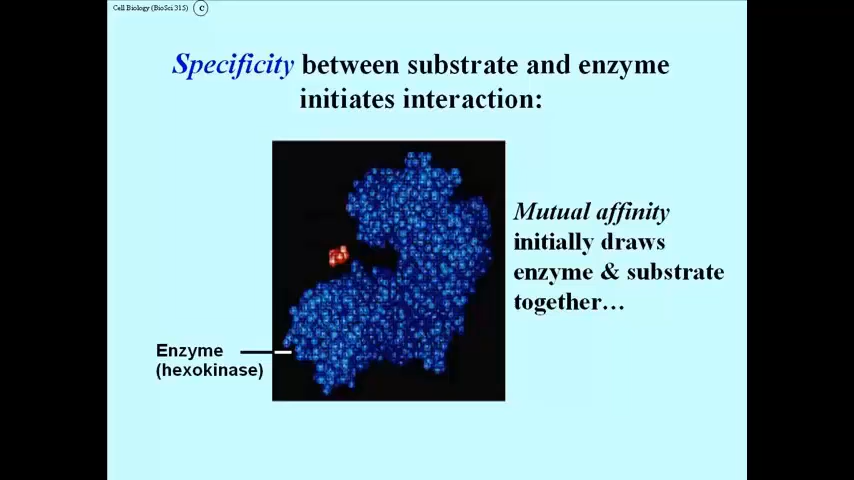 Cell Biology (BioSci 315) C
Specificity between substrate and enzyme
initiates interaction:
Mutual affinity
initially draws
enzyme & substrate
together…
Enzyme
(hexokinase)